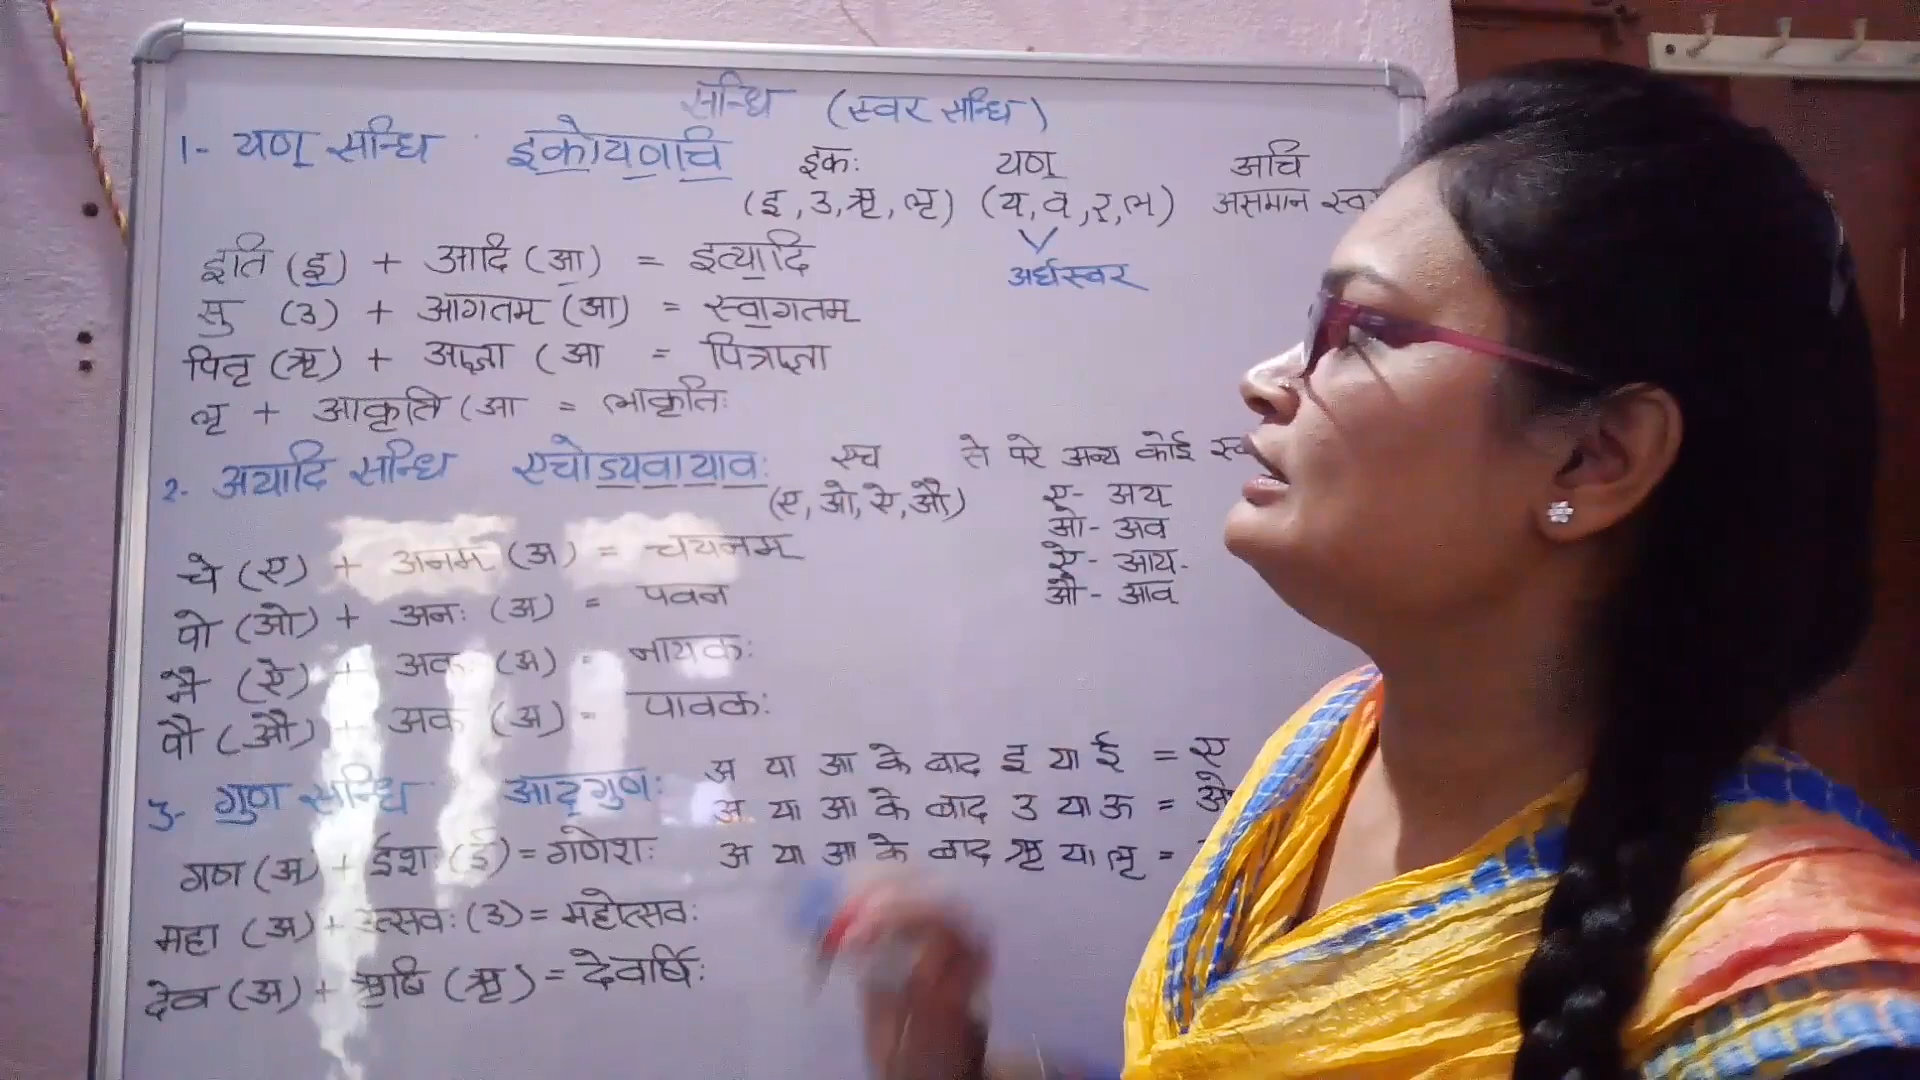 सन्धि (स्वर सन्धि)
1- यण् सन्धि इकोयणचि इकः यण् अचि
(इ, उ, ऋ, लृ) (य, व, र, ल) असमान
अर्धस्वर
इति (इ) + आदि (आ) = इत्यादि
सु (उ) + आगतम (आ) = स्वागतम
पितृ (ऋ) + आज्ञा (आ = पित्राज्ञा
लृ + आकृति (आ = लाकृतिः
2- अयादि सन्धि एचोऽयवायावः एच से परे अन्य कोई
(ए, ओ, ऐ, औ)
ए- अय
ओ- अव
ऐ- आय
औ- आव
चे (ए) + अनम (अ) = चयनम
पो (ओ) + अनः (अ) = पवन
नै (ऐ) + अकः (अ) - नायकः
पौ (औ) + अक (अ) - पावकः
3- गुण सन्धि आद्गुणः
अ या आ के बाद इ या ई = ए
अ या आ के बाद उ या ऊ =
अ या आ के बाद ऋ या लृ =
गण (अ) + ईश (ई) = गणेशः
महा (अ) + उत्सवः (उ) = महोत्सवः
देव (अ) + ऋषि (ऋ) = देवर्षिः